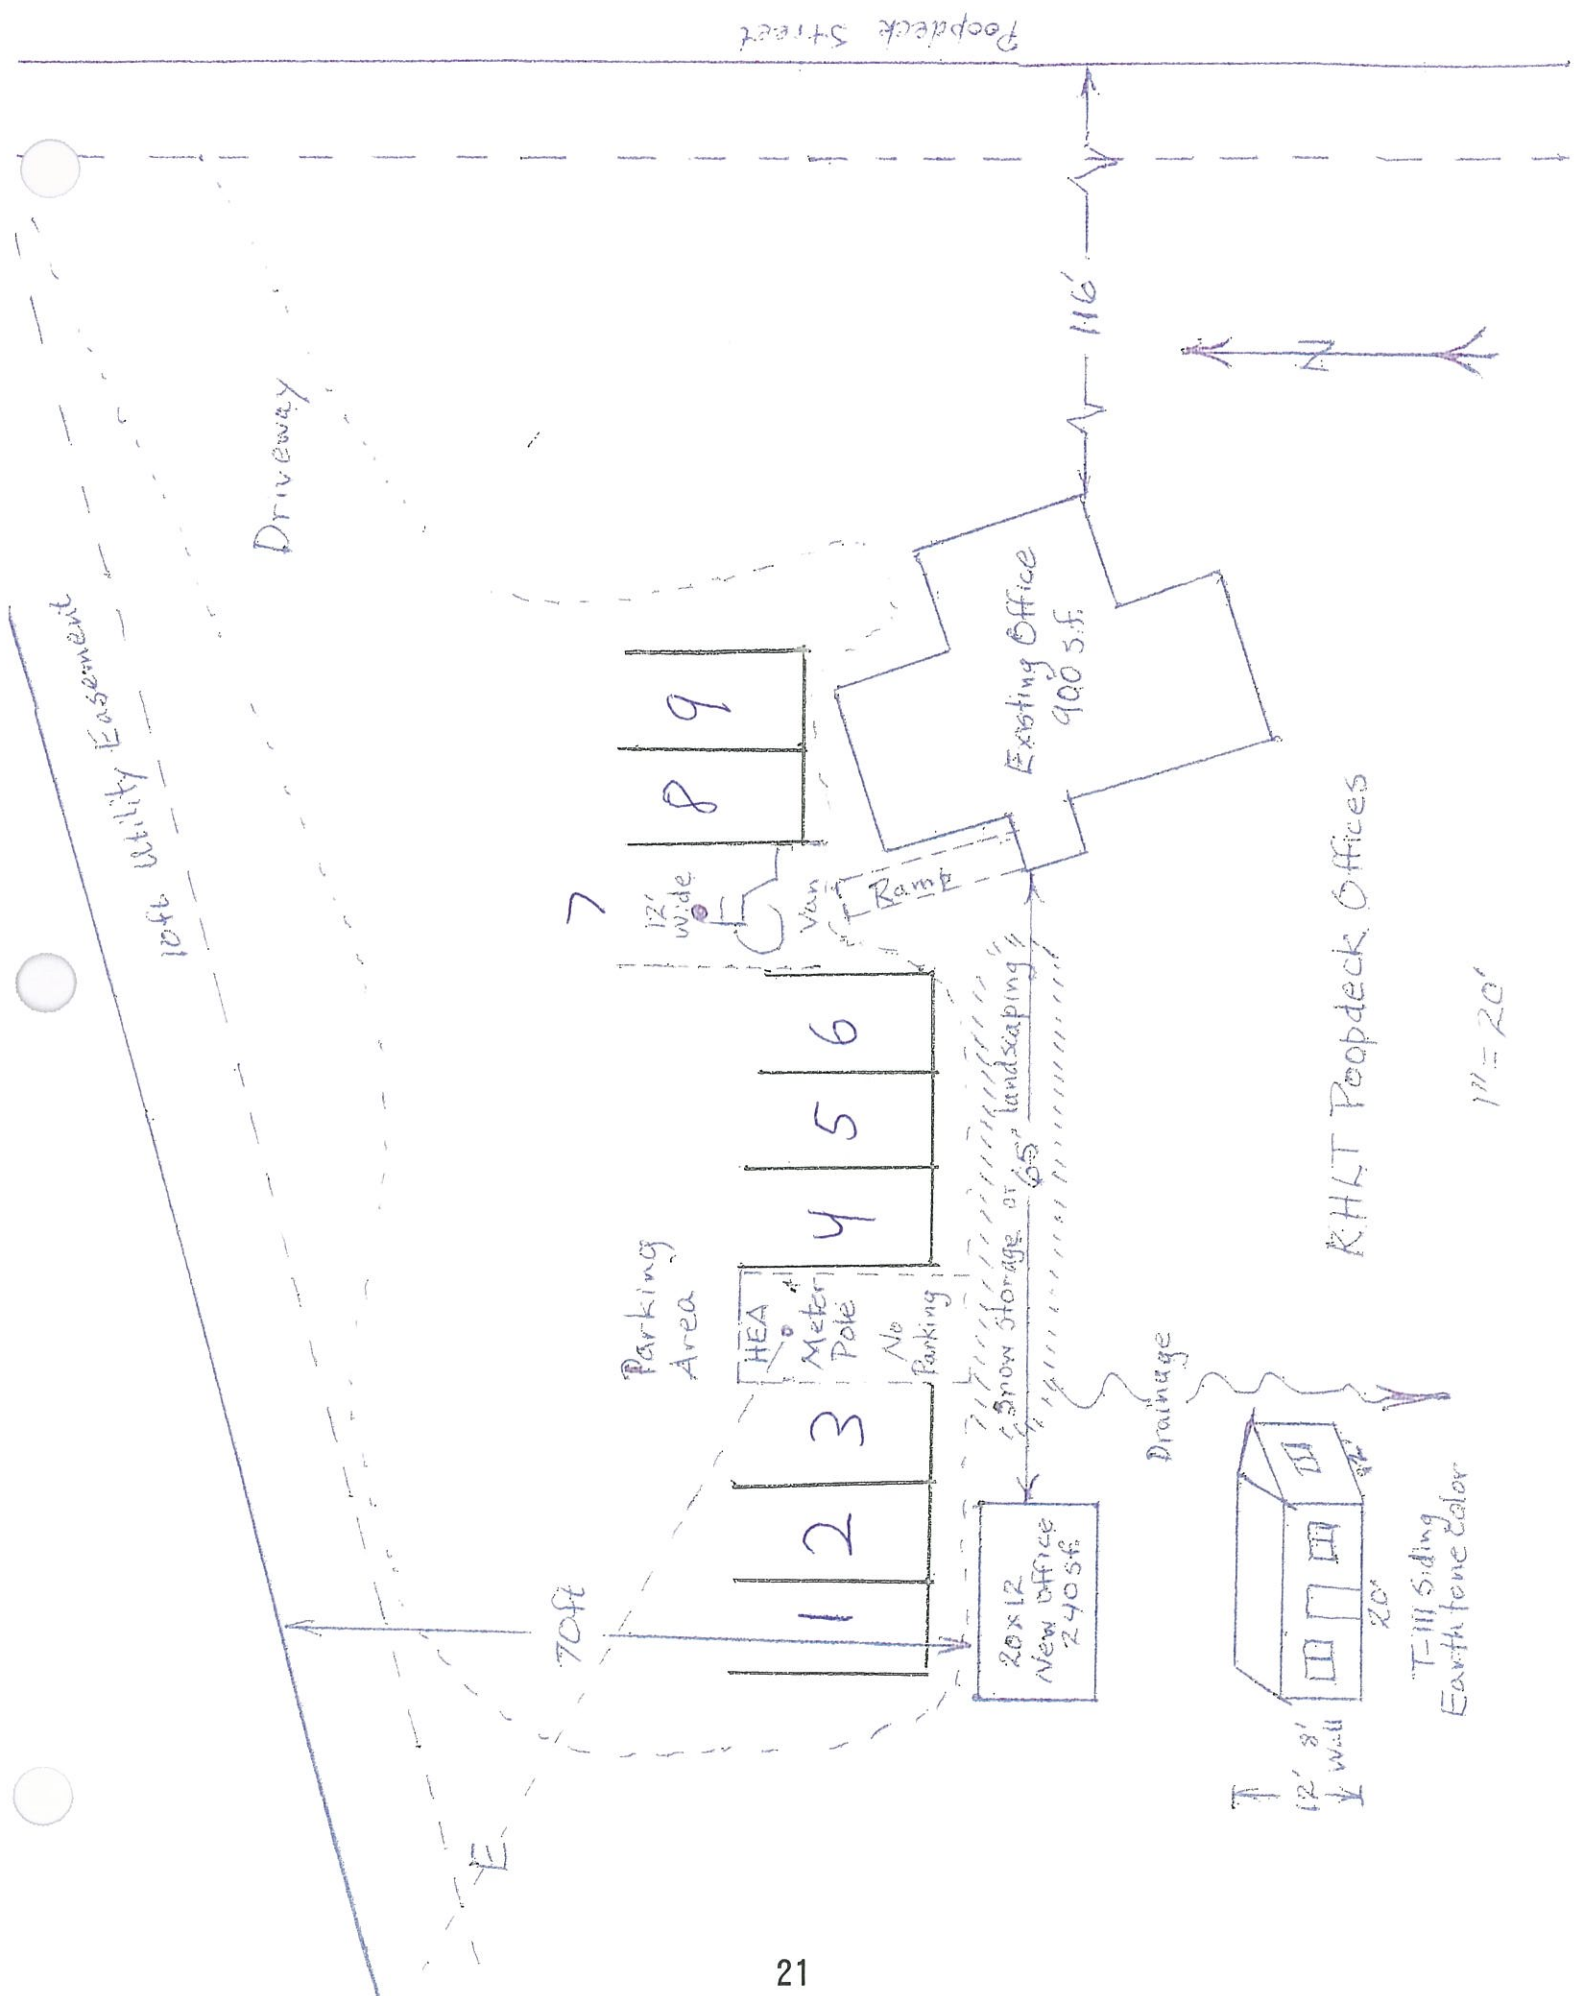 Poopdeck Street
10ft Utility Easement
Driveway
116'
N
70ft
E
Parking
Area
1
2
3
HEA
Meter
Pole
No
Parking
4
5
6
7
12'
Wide
Van
8
9
Ramp
Existing Office
900 s.f.
"Snow storage or landscaping"
65'
20x12
New Office
240 s.f.
Drainage
12' 8'
Wall
20'
12'
T-111 Siding
Earthtone Color
KHLT Poopdeck Offices
1" = 20'
21